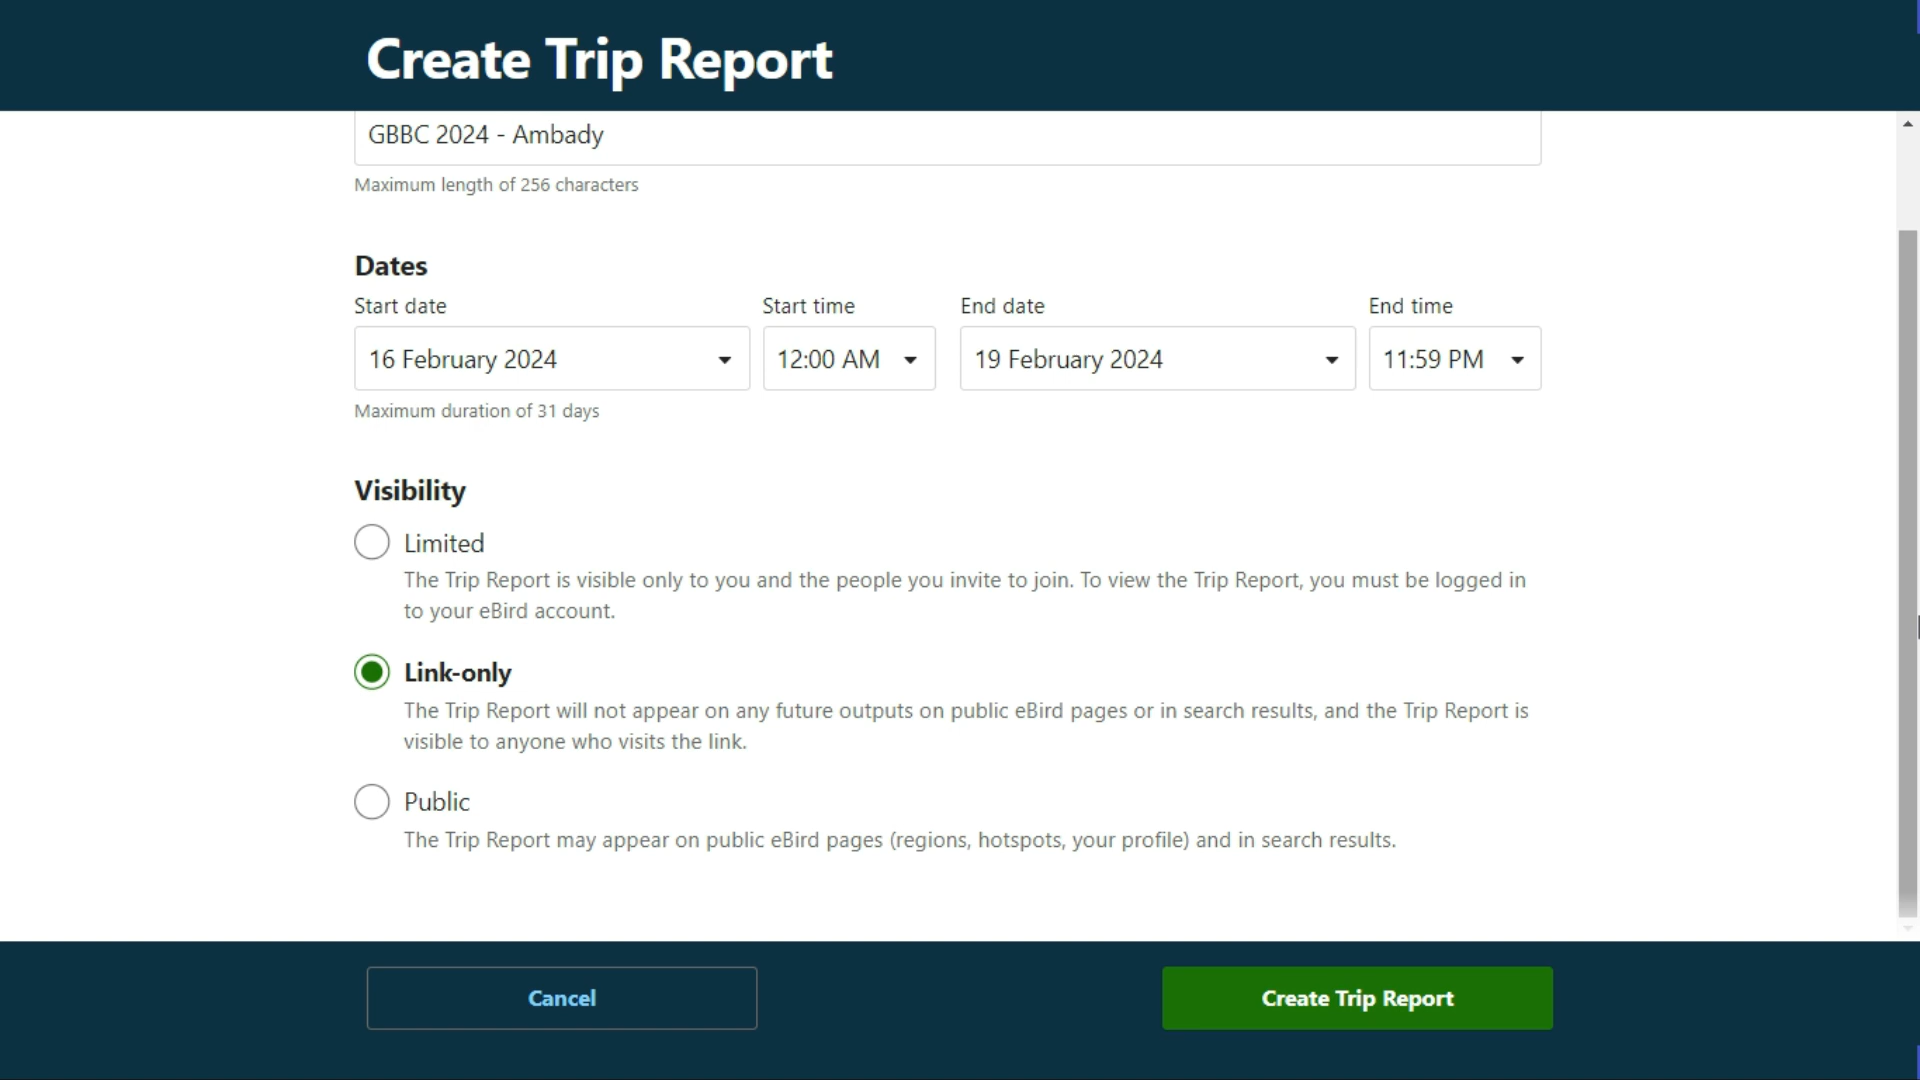 Create Trip Report
GBBC 2024 - Ambady
Maximum length of 256 characters
Dates
Start date Start time End date End time
16 February 2024 12:00 AM 19 February 2024 11:59 PM
Maximum duration of 31 days
Visibility
Limited
The Trip Report is visible only to you and the people you invite to join. To view the Trip Report, you must be logged in
to your eBird account.
Link-only
The Trip Report will not appear on any future outputs on public eBird pages or in search results, and the Trip Report is
visible to anyone who visits the link.
Public
The Trip Report may appear on public eBird pages (regions, hotspots, your profile) and in search results.
Cancel Create Trip Report